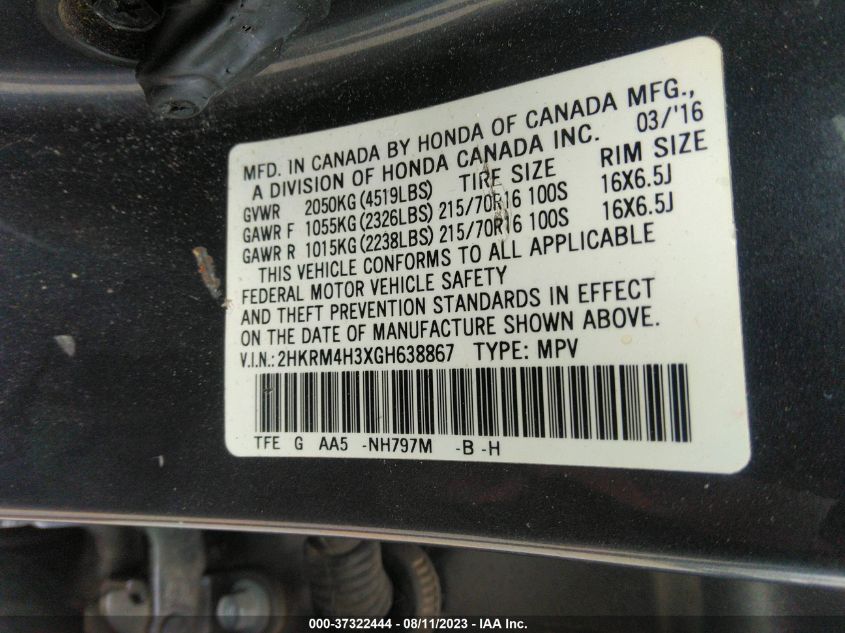 MFD. IN CANADA BY HONDA OF CANADA MFG.,
A DIVISION OF HONDA CANADA INC. 03/'16
GVWR 2050KG (4519LBS) TIRE SIZE RIM SIZE
GAWR F 1055KG (2326LBS) 215/70R16 100S 16X6.5J
GAWR R 1015KG (2238LBS) 215/70R16 100S 16X6.5J
THIS VEHICLE CONFORMS TO ALL APPLICABLE
FEDERAL MOTOR VEHICLE SAFETY
AND THEFT PREVENTION STANDARDS IN EFFECT
ON THE DATE OF MANUFACTURE SHOWN ABOVE.
V.I.N.: 2HKRM4H3XGH638867 TYPE: MPV
TFE G AA5 -NH797M -B -H
000-37322444 - 08/11/2023 - IAA Inc.